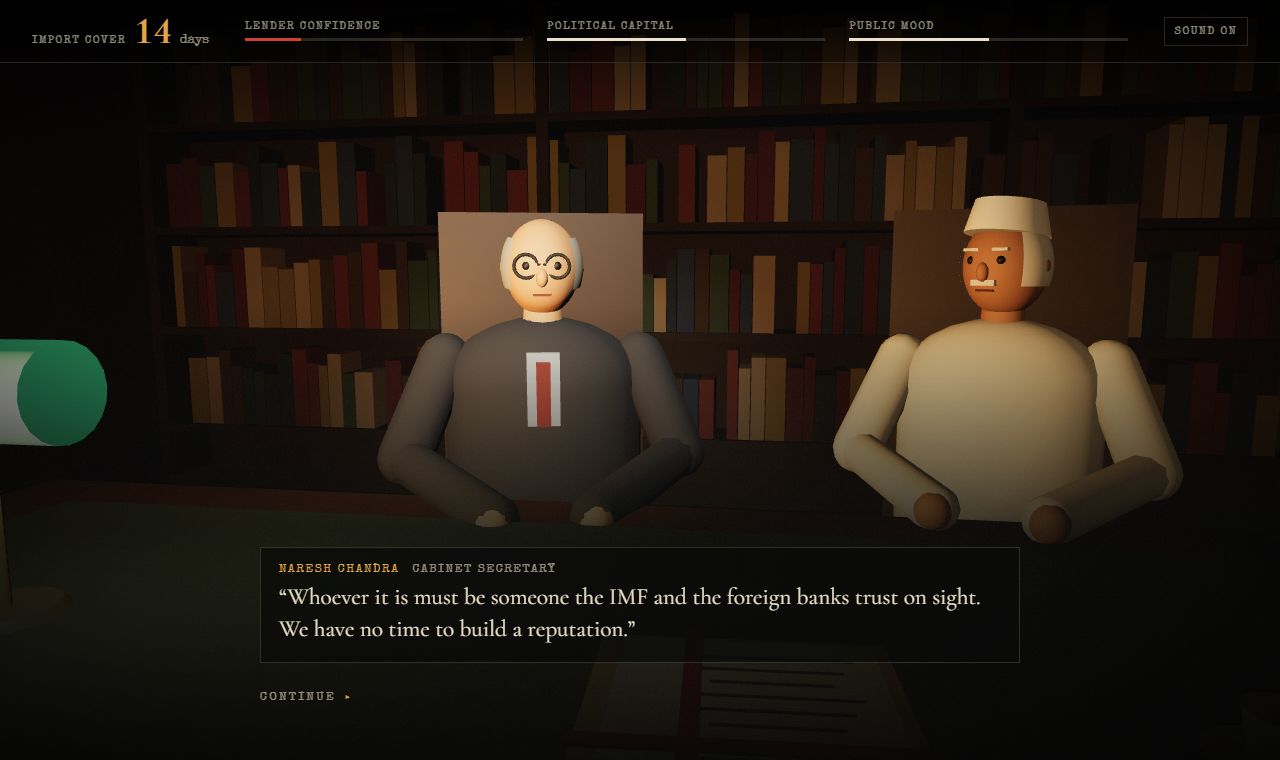 IMPORT COVER 14 days
LENDER CONFIDENCE
POLITICAL CAPITAL
PUBLIC MOOD
SOUND ON
NARESH CHANDRA CABINET SECRETARY
“Whoever it is must be someone the IMF and the foreign banks trust on sight.
We have no time to build a reputation.”
CONTINUE ▸